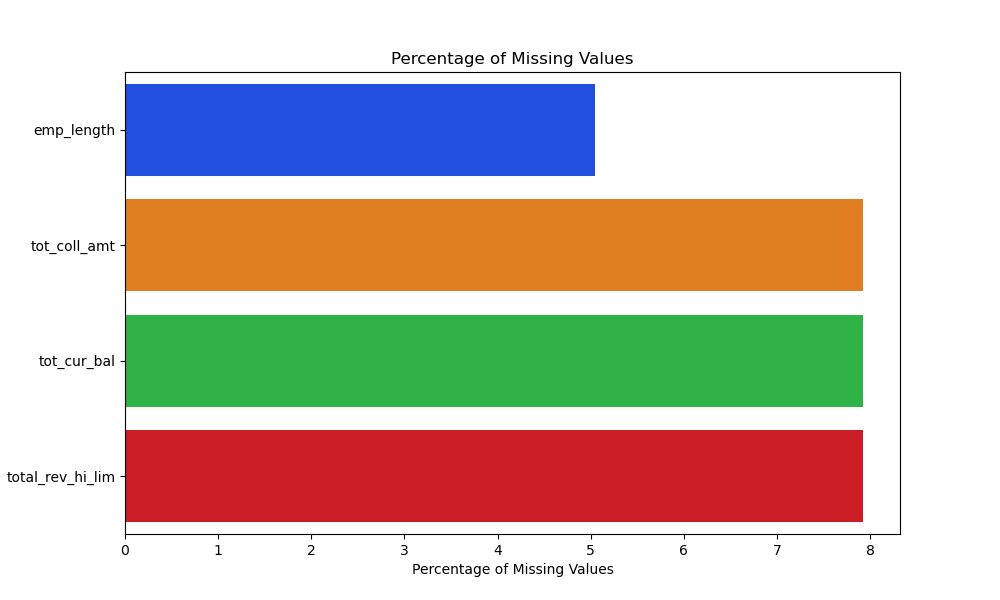 Percentage of Missing Values
emp_length
tot_coll_amt
tot_cur_bal
total_rev_hi_lim
0 1 2 3 4 5 6 7 8
Percentage of Missing Values